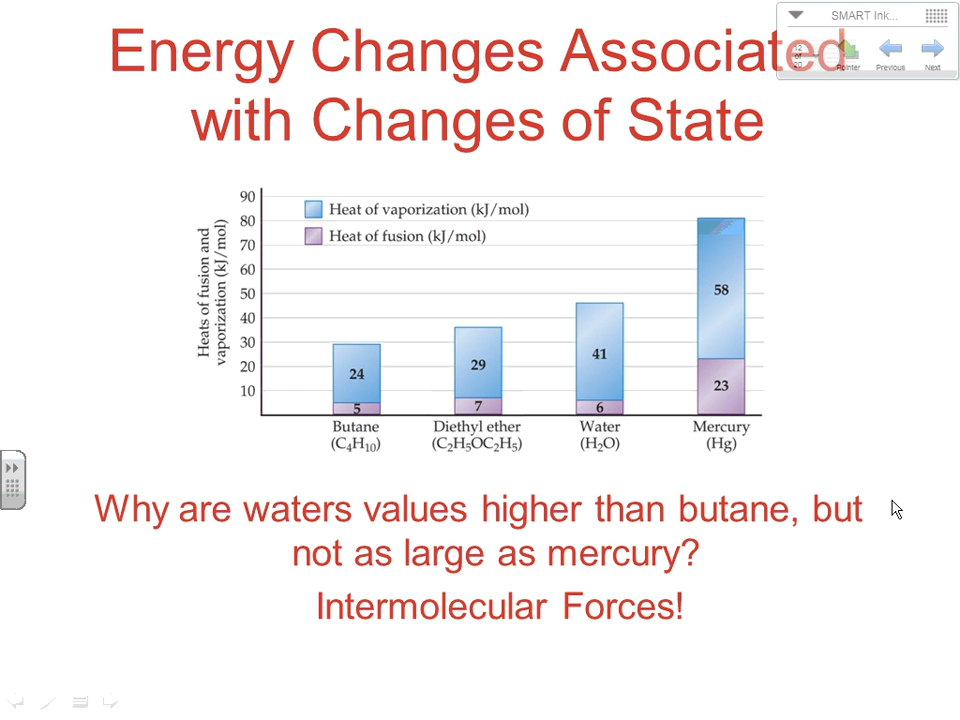 Energy Changes Associated
with Changes of State
SMART Ink...
12
of
Pointer
Previous
Next
Heats of fusion and
vaporization (kJ/mol)
90
80
70
60
50
40
30
20
10
Heat of vaporization (kJ/mol)
Heat of fusion (kJ/mol)
24
5
29
7
41
6
58
23
Butane
(C₄H₁₀)
Diethyl ether
(C₂H₅OC₂H₅)
Water
(H₂O)
Mercury
(Hg)
Why are waters values higher than butane, but
not as large as mercury?
Intermolecular Forces!